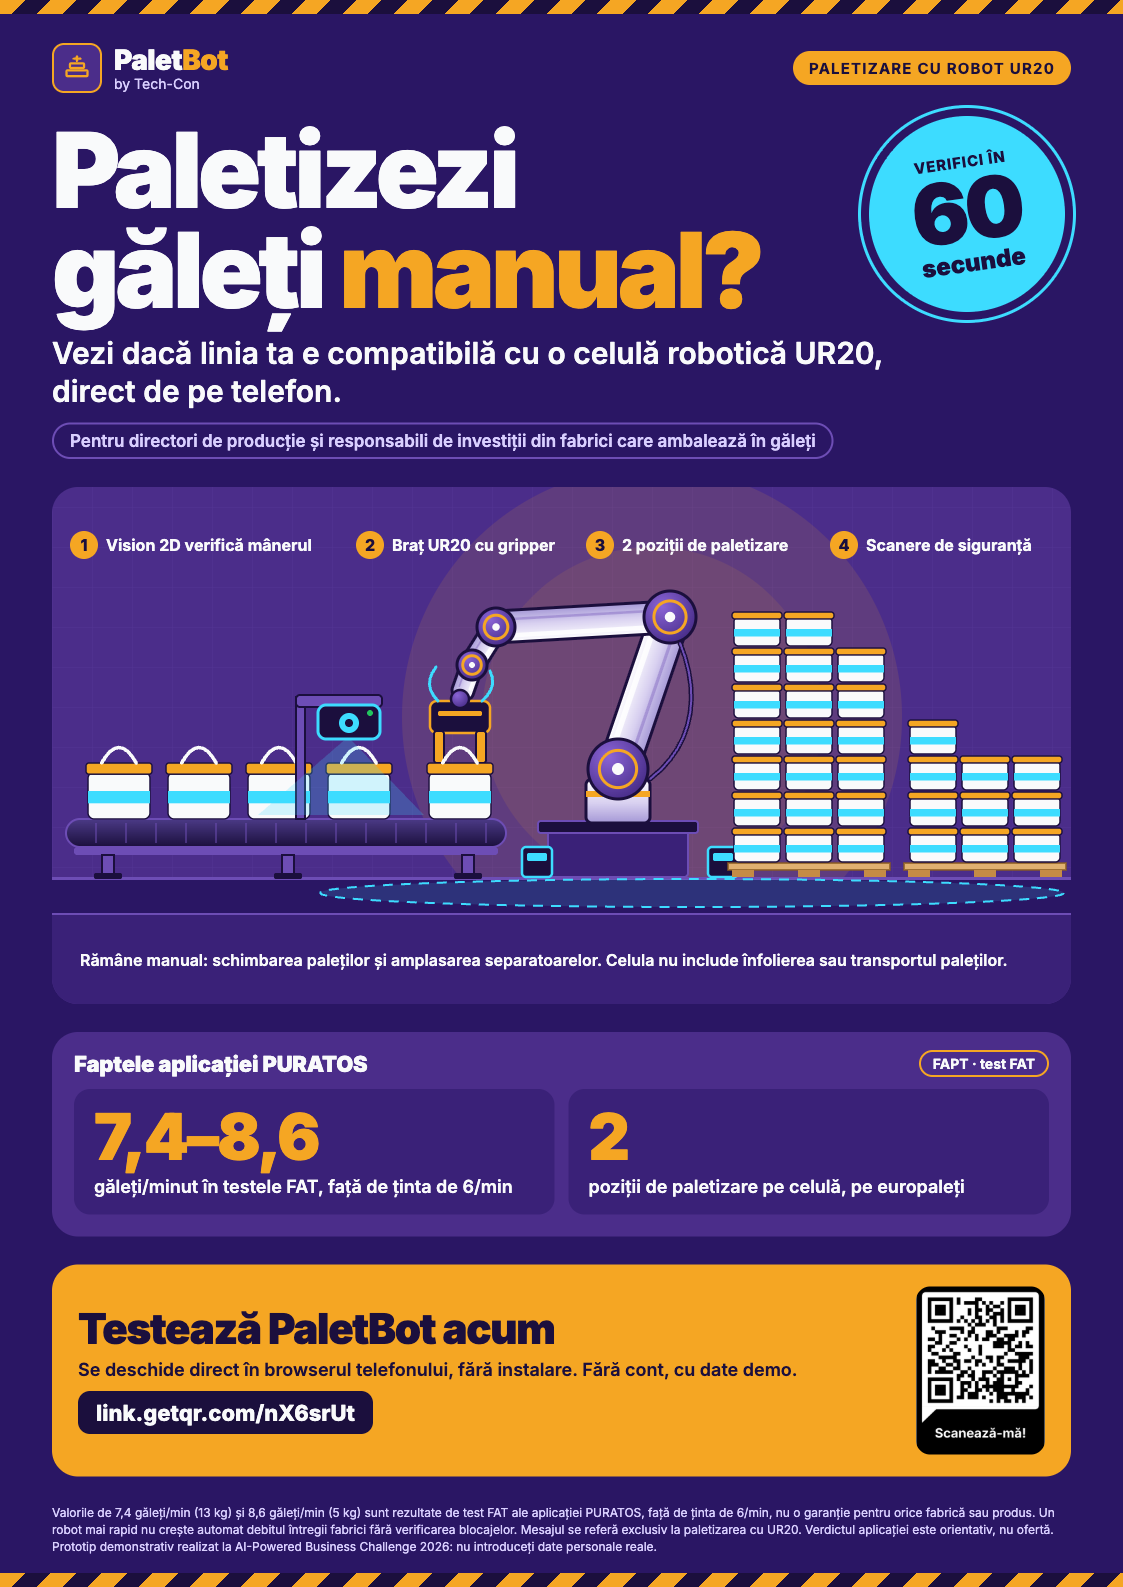 PaletBot
by Tech-Con
PALETIZARE CU ROBOT UR20
Paletizezi
găleți manual?
VERIFICI ÎN
60
secunde
Vezi dacă linia ta e compatibilă cu o celulă robotică UR20,
direct de pe telefon.
Pentru directori de producție și responsabili de investiții din fabrici care ambalează în găleți
1 Vision 2D verifică mânerul
2 Braț UR20 cu gripper
3 2 poziții de paletizare
4 Scanere de siguranță
Rămâne manual: schimbarea paleților și amplasarea separatoarelor. Celula nu include înfolierea sau transportul paleților.
Faptele aplicației PURATOS
FAPT · test FAT
7,4–8,6
găleți/minut în testele FAT, față de ținta de 6/min
2
poziții de paletizare pe celulă, pe europaleți
Testează PaletBot acum
Se deschide direct în browserul telefonului, fără instalare. Fără cont, cu date demo.
link.getqr.com/nX6srUt
Scanează-mă!
Valorile de 7,4 găleți/min (13 kg) și 8,6 găleți/min (5 kg) sunt rezultate de test FAT ale aplicației PURATOS, față de ținta de 6/min, nu o garanție pentru orice fabrică sau produs. Un
robot mai rapid nu crește automat debitul întregii fabrici fără verificarea blocajelor. Mesajul se referă exclusiv la paletizarea cu UR20. Verdictul aplicației este orientativ, nu ofertă.
Prototip demonstrativ realizat la AI-Powered Business Challenge 2026: nu introduceți date personale reale.